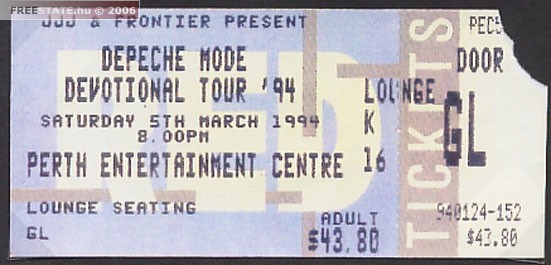 FREESTATE.hu © 2006
JJJ & FRONTIER PRESENT
DEPECHE MODE
DEVOTIONAL TOUR '94
SATURDAY 5TH MARCH 1994
8.00PM
PERTH ENTERTAINMENT CENTRE
LOUNGE SEATING
GL
ADULT
$43.80
LOUNGE
K
16
RED
TICKETS
DOOR
GL
940124-152
$43.80